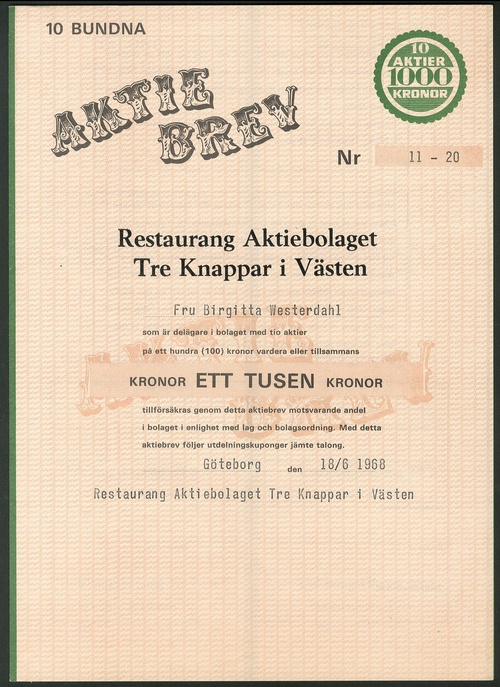 10 BUNDNA
10
AKTIER
1000
KRONOR
AKTIE
BREV
Nr 11 - 20
Restaurang Aktiebolaget
Tre Knappar i Västen
Fru Birgitta Westerdahl
som är delägare i bolaget med tio aktier
på ett hundra (100) kronor vardera eller tillsammans
KRONOR ETT TUSEN KRONOR
tillförsäkras genom detta aktiebrev motsvarande andel
i bolaget i enlighet med lag och bolagsordning. Med detta
aktiebrev följer utdelningskuponger jämte talong.
Göteborg den 18/6 1968
Restaurang Aktiebolaget Tre Knappar i Västen